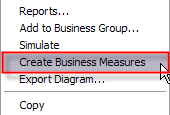 Reports...
Add to Business Group...
Simulate
Create Business Measures
Export Diagram...
Copy